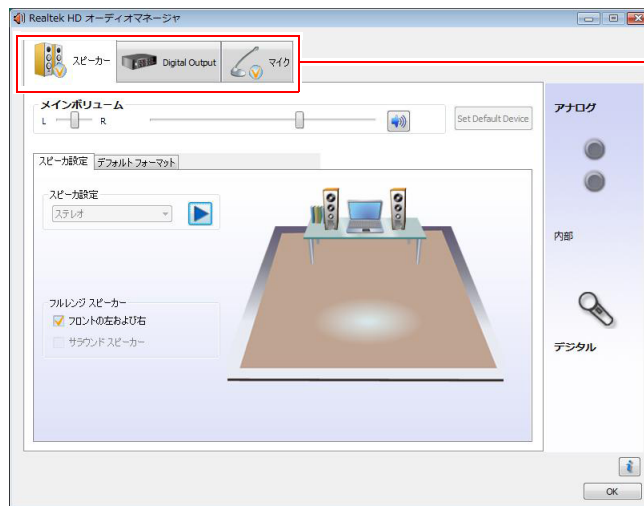 Realtek HD オーディオマネージャ
スピーカー
Digital Output
マイク
メインボリューム
L
R
Set Default Device
スピーカ設定
デフォルト フォーマット
スピーカ設定
ステレオ
フルレンジ スピーカー
フロントの左および右
サラウンド スピーカー
アナログ
内部
デジタル
OK